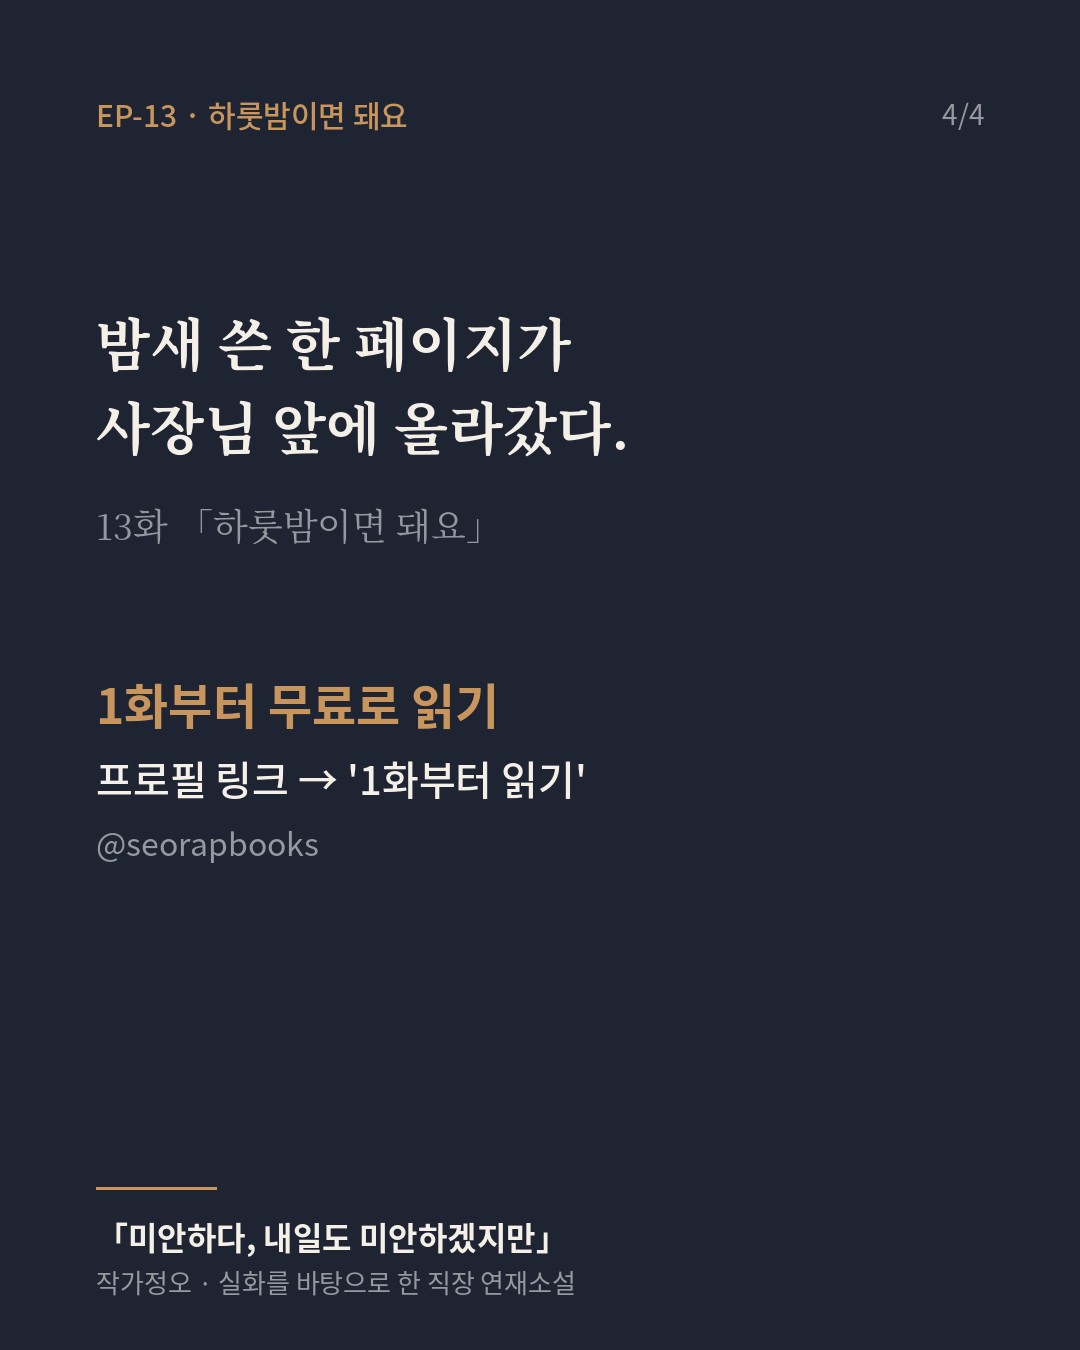 EP-13 · 하룻밤이면 돼요
4/4
밤새 쓴 한 페이지가
사장님 앞에 올라갔다.
13화 「하룻밤이면 돼요」
1화부터 무료로 읽기
프로필 링크 → '1화부터 읽기'
@seorapbooks
「미안하다, 내일도 미안하겠지만」
작가정오 · 실화를 바탕으로 한 직장 연재소설